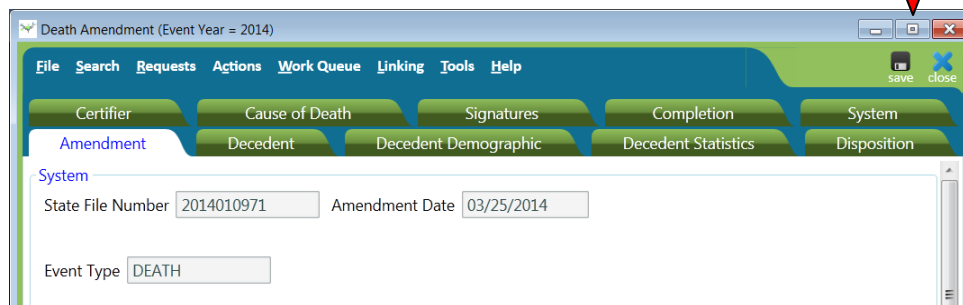 Death Amendment (Event Year = 2014)
File Search Requests Actions Work Queue Linking Tools Help
save close
Certifier Cause of Death Signatures Completion System
Amendment Decedent Decedent Demographic Decedent Statistics Disposition
System
State File Number 2014010971 Amendment Date 03/25/2014
Event Type DEATH